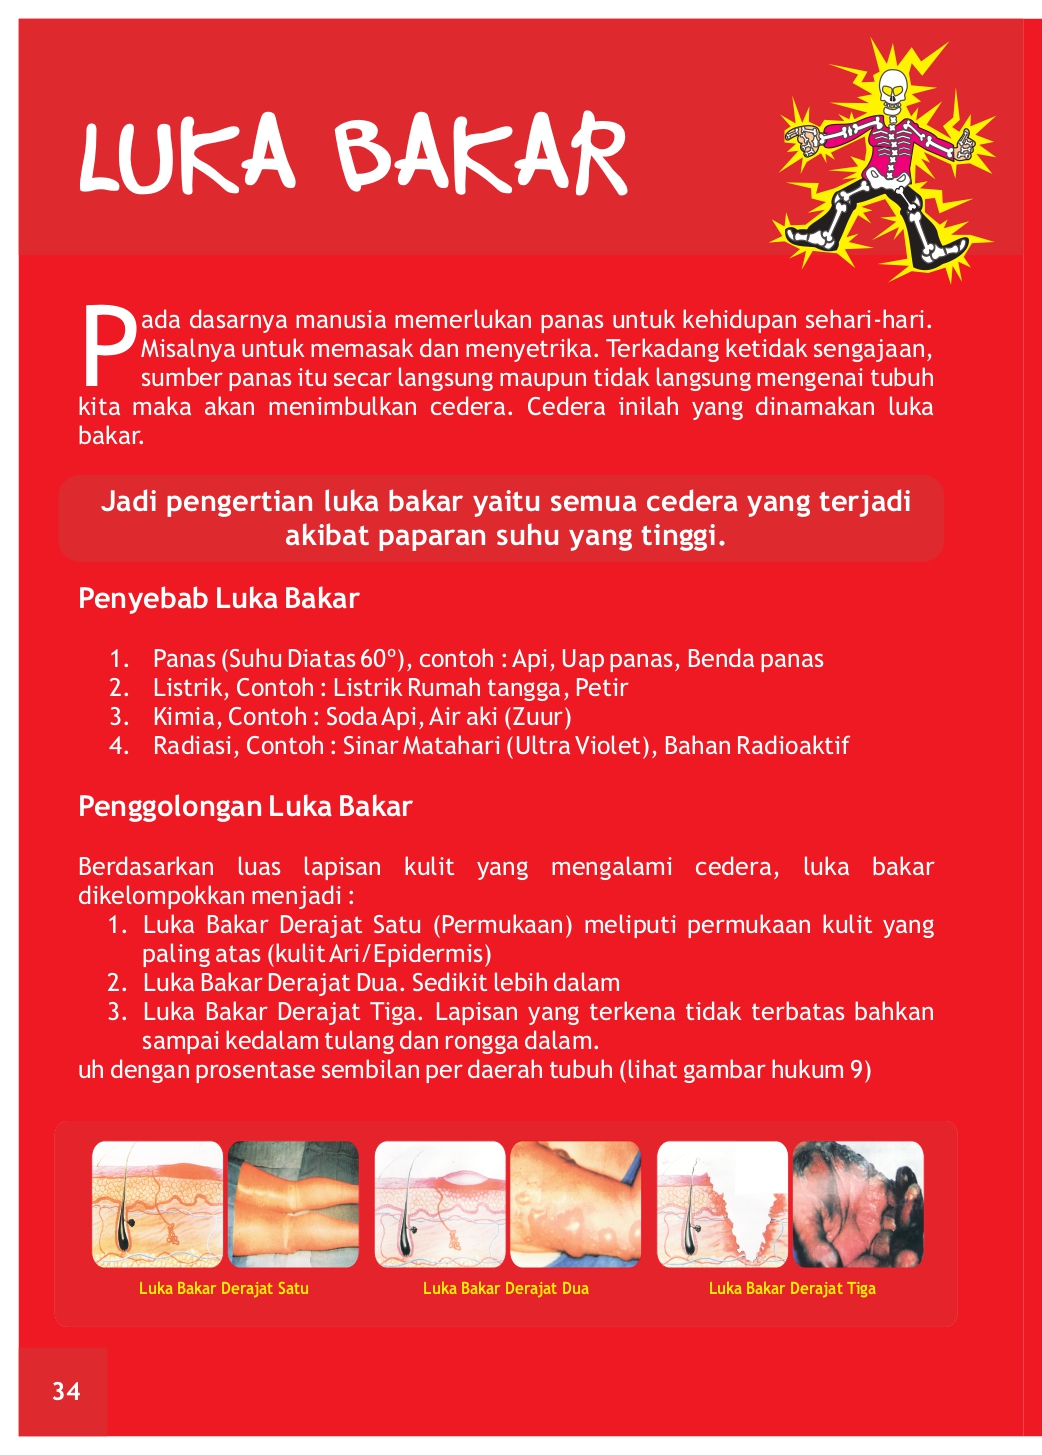 LUKA BAKAR
Pada dasarnya manusia memerlukan panas untuk kehidupan sehari-hari.
Misalnya untuk memasak dan menyetrika. Terkadang ketidak sengajaan,
sumber panas itu secar langsung maupun tidak langsung mengenai tubuh
kita maka akan menimbulkan cedera. Cedera inilah yang dinamakan luka
bakar.
Jadi pengertian luka bakar yaitu semua cedera yang terjadi
akibat paparan suhu yang tinggi.
Penyebab Luka Bakar
1. Panas (Suhu Diatas 60°), contoh : Api, Uap panas, Benda panas
2. Listrik, Contoh : Listrik Rumah tangga, Petir
3. Kimia, Contoh : Soda Api, Air aki (Zuur)
4. Radiasi, Contoh : Sinar Matahari (Ultra Violet), Bahan Radioaktif
Penggolongan Luka Bakar
Berdasarkan luas lapisan kulit yang mengalami cedera, luka bakar
dikelompokkan menjadi :
1. Luka Bakar Derajat Satu (Permukaan) meliputi permukaan kulit yang
paling atas (kulit Ari/Epidermis)
2. Luka Bakar Derajat Dua. Sedikit lebih dalam
3. Luka Bakar Derajat Tiga. Lapisan yang terkena tidak terbatas bahkan
sampai kedalam tulang dan rongga dalam.
uh dengan prosentase sembilan per daerah tubuh (lihat gambar hukum 9)
Luka Bakar Derajat Satu
Luka Bakar Derajat Dua
Luka Bakar Derajat Tiga
34